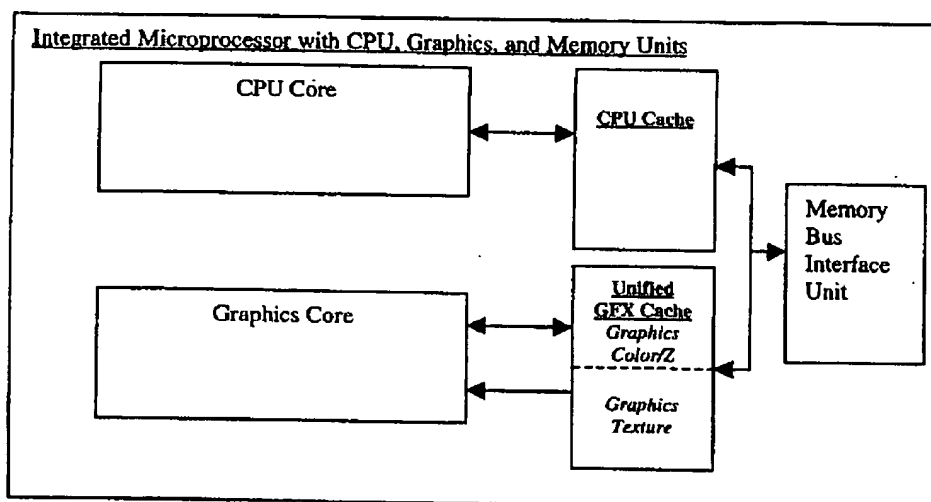 Integrated Microprocessor with CPU, Graphics, and Memory Units
CPU Core
CPU Cache
Memory
Bus
Interface
Unit
Graphics Core
Unified
GFX Cache
Graphics
Color/Z
Graphics
Texture